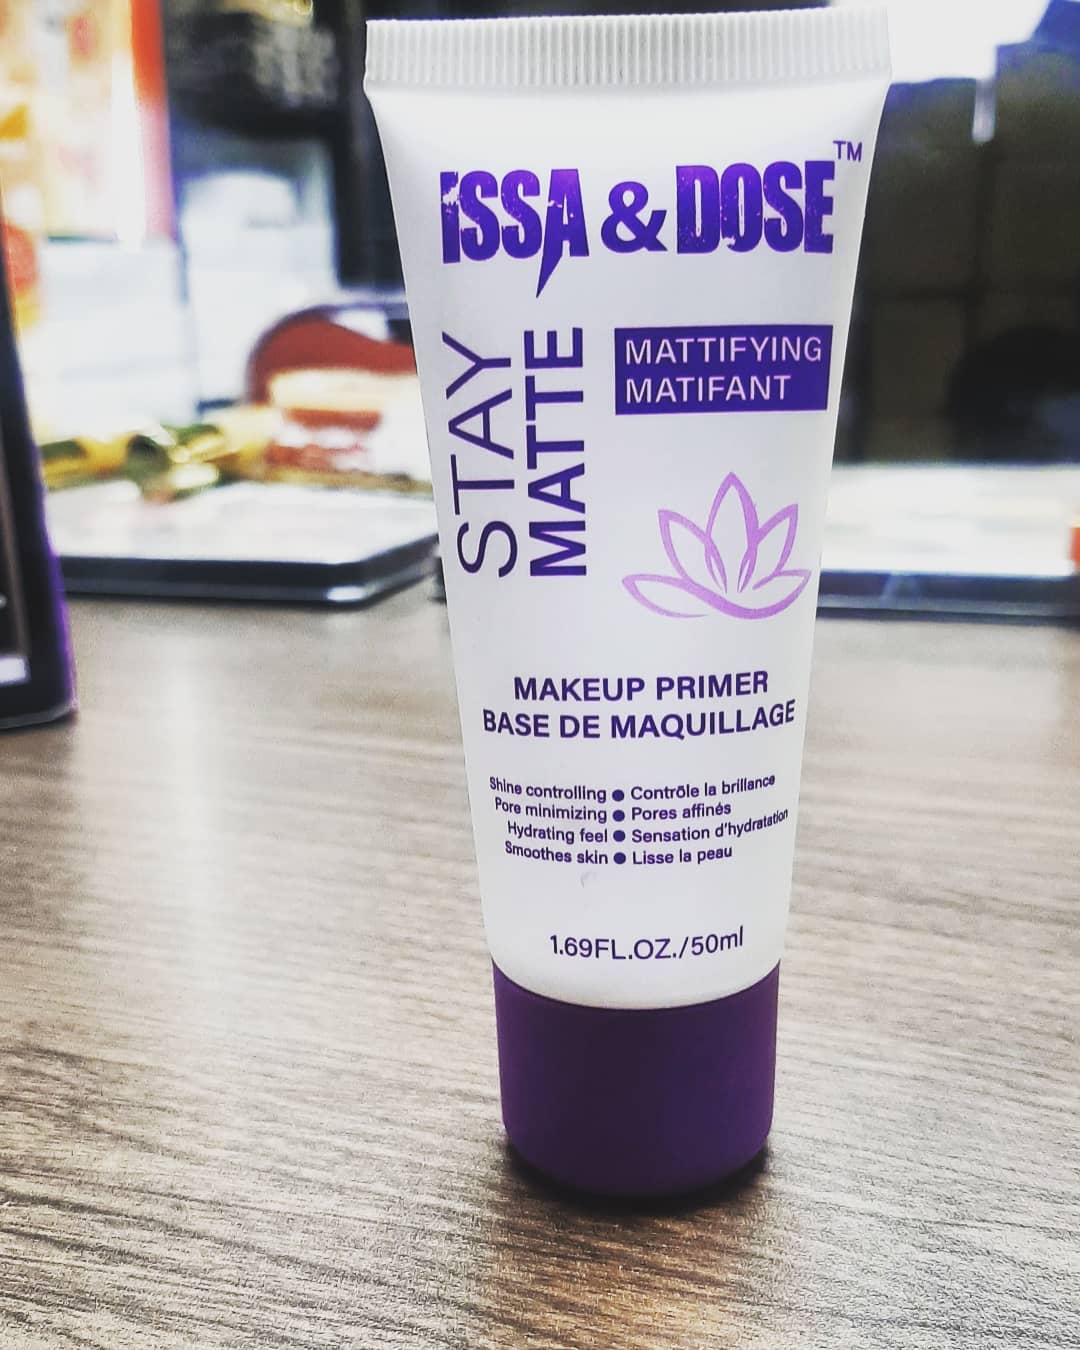 ISSA & DOSE™
STAY
MATTE
MATTIFYING
MATIFANT
MAKEUP PRIMER
BASE DE MAQUILLAGE
Shine controlling ● Contrôle la brillance
Pore minimizing ● Pores affinés
Hydrating feel ● Sensation d'hydratation
Smoothes skin ● Lisse la peau
1.69FL.OZ./50ml